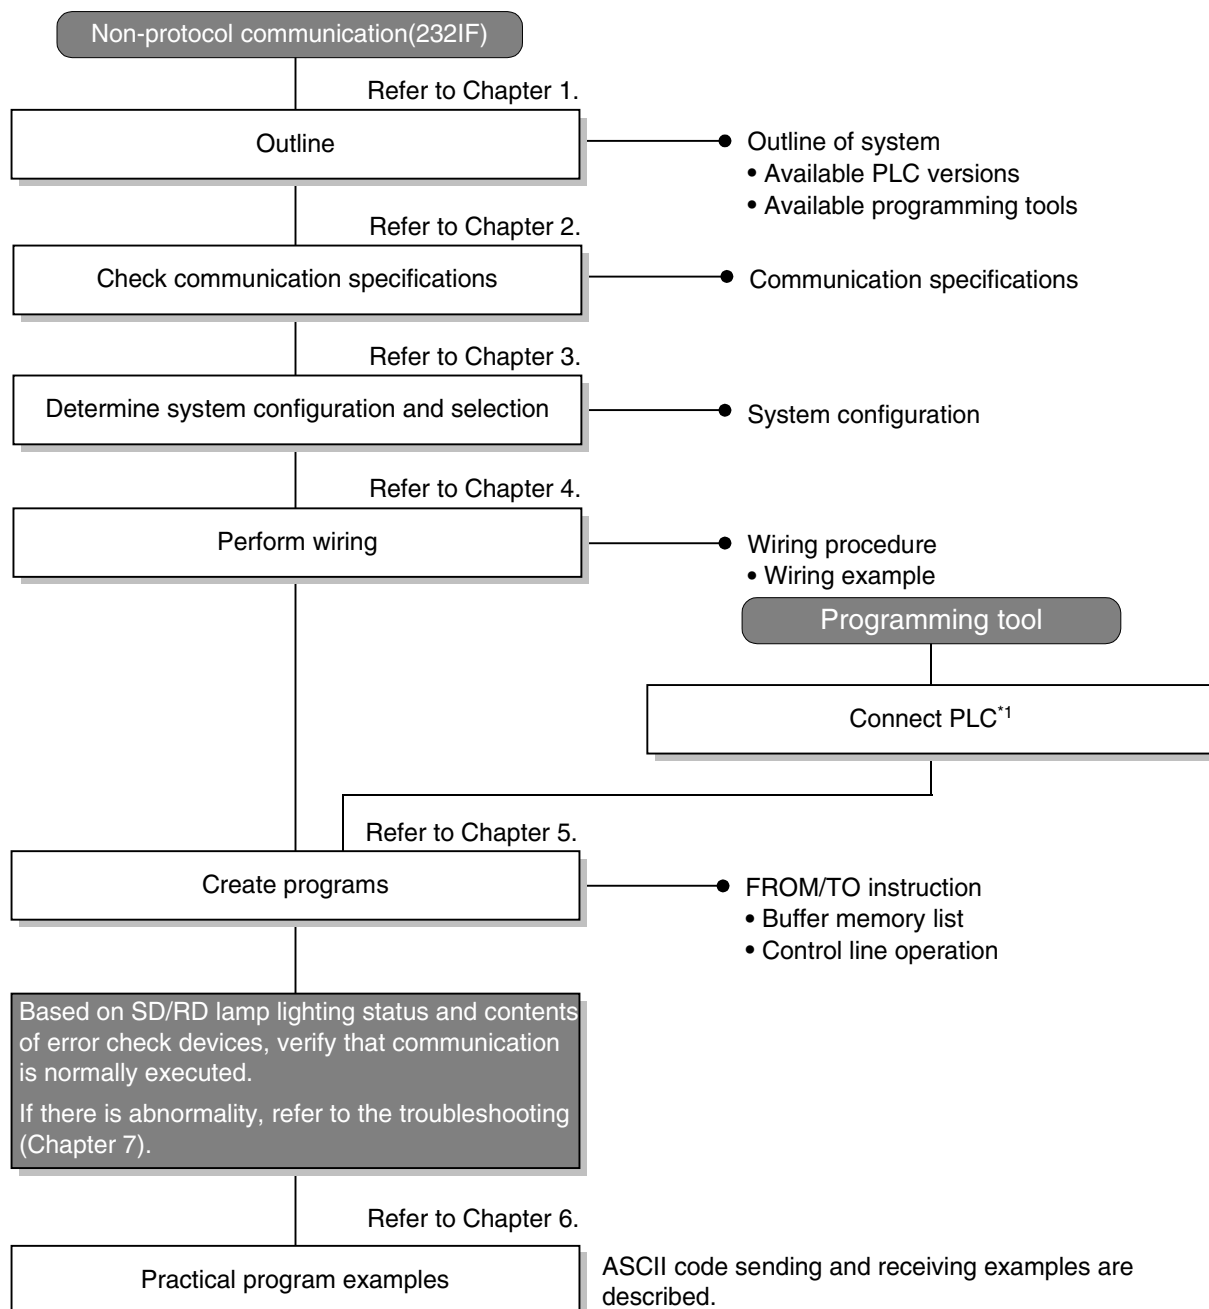 Non-protocol communication(232IF)
Refer to Chapter 1.
Outline
Outline of system
• Available PLC versions
• Available programming tools
Refer to Chapter 2.
Check communication specifications
Communication specifications
Refer to Chapter 3.
Determine system configuration and selection
System configuration
Refer to Chapter 4.
Perform wiring
Wiring procedure
• Wiring example
Programming tool
Connect PLC*1
Refer to Chapter 5.
Create programs
FROM/TO instruction
• Buffer memory list
• Control line operation
Based on SD/RD lamp lighting status and contents
of error check devices, verify that communication
is normally executed.
If there is abnormality, refer to the troubleshooting
(Chapter 7).
Refer to Chapter 6.
Practical program examples
ASCII code sending and receiving examples are
described.